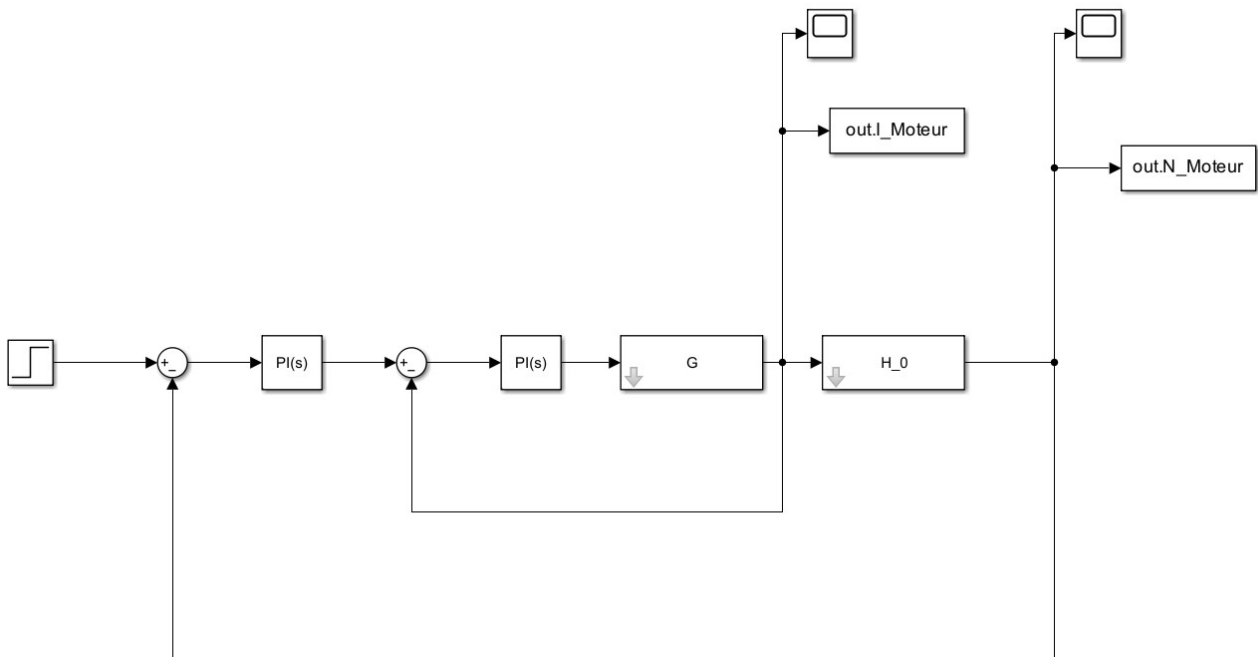 out.I_Moteur
out.N_Moteur
+
−
PI(s)
+
−
PI(s)
G
H_0